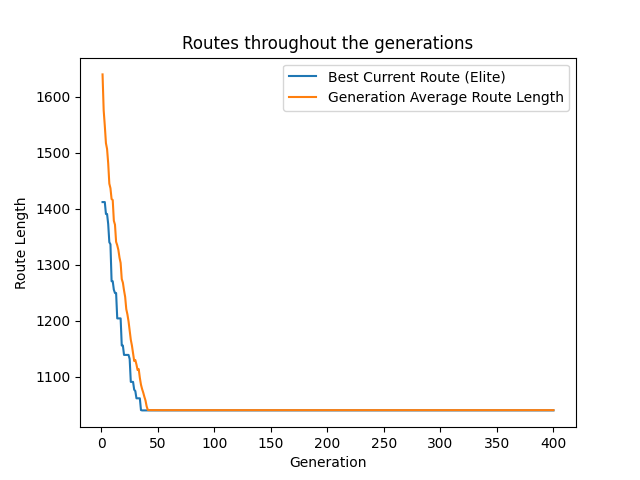 Routes throughout the generations
Best Current Route (Elite)
Generation Average Route Length
Route Length
1600
1500
1400
1300
1200
1100
0 50 100 150 200 250 300 350 400
Generation